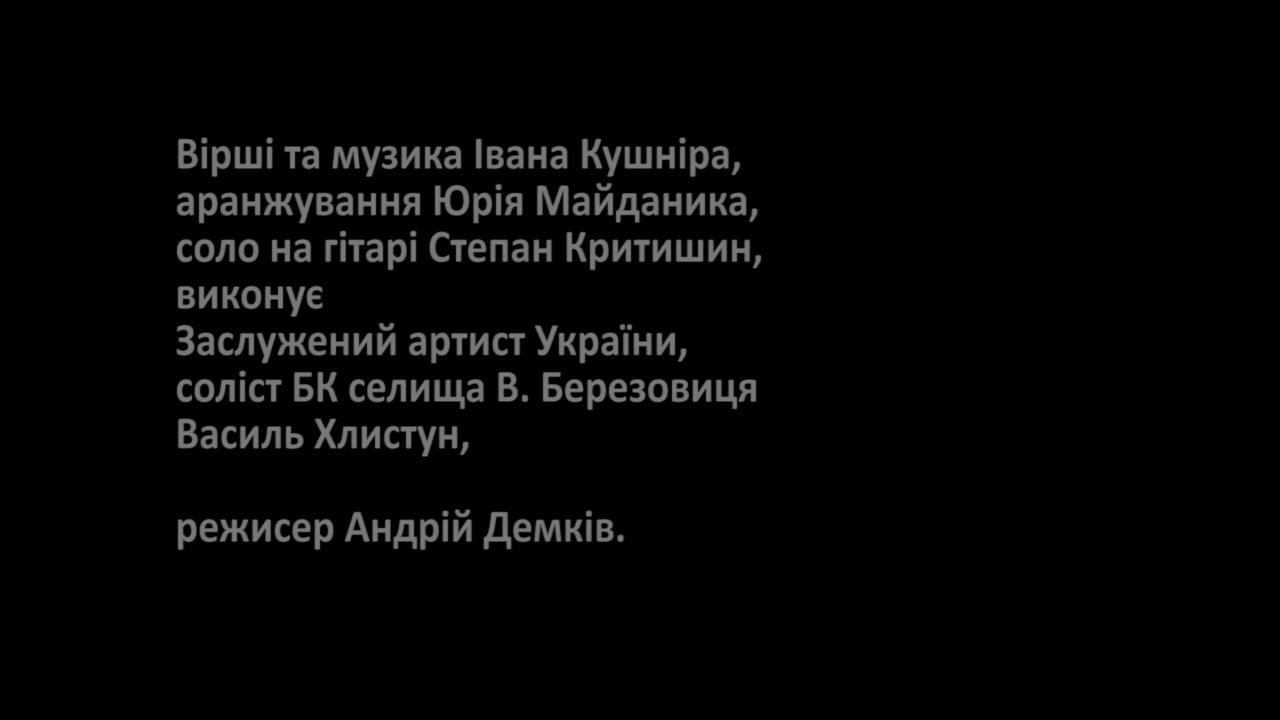 Вірші та музика Івана Кушніра,
аранжування Юрія Майданика,
соло на гітарі Степан Критишин,
виконує
Заслужений артист України,
соліст БК селища В. Березовиця
Василь Хлистун,
режисер Андрій Демків.